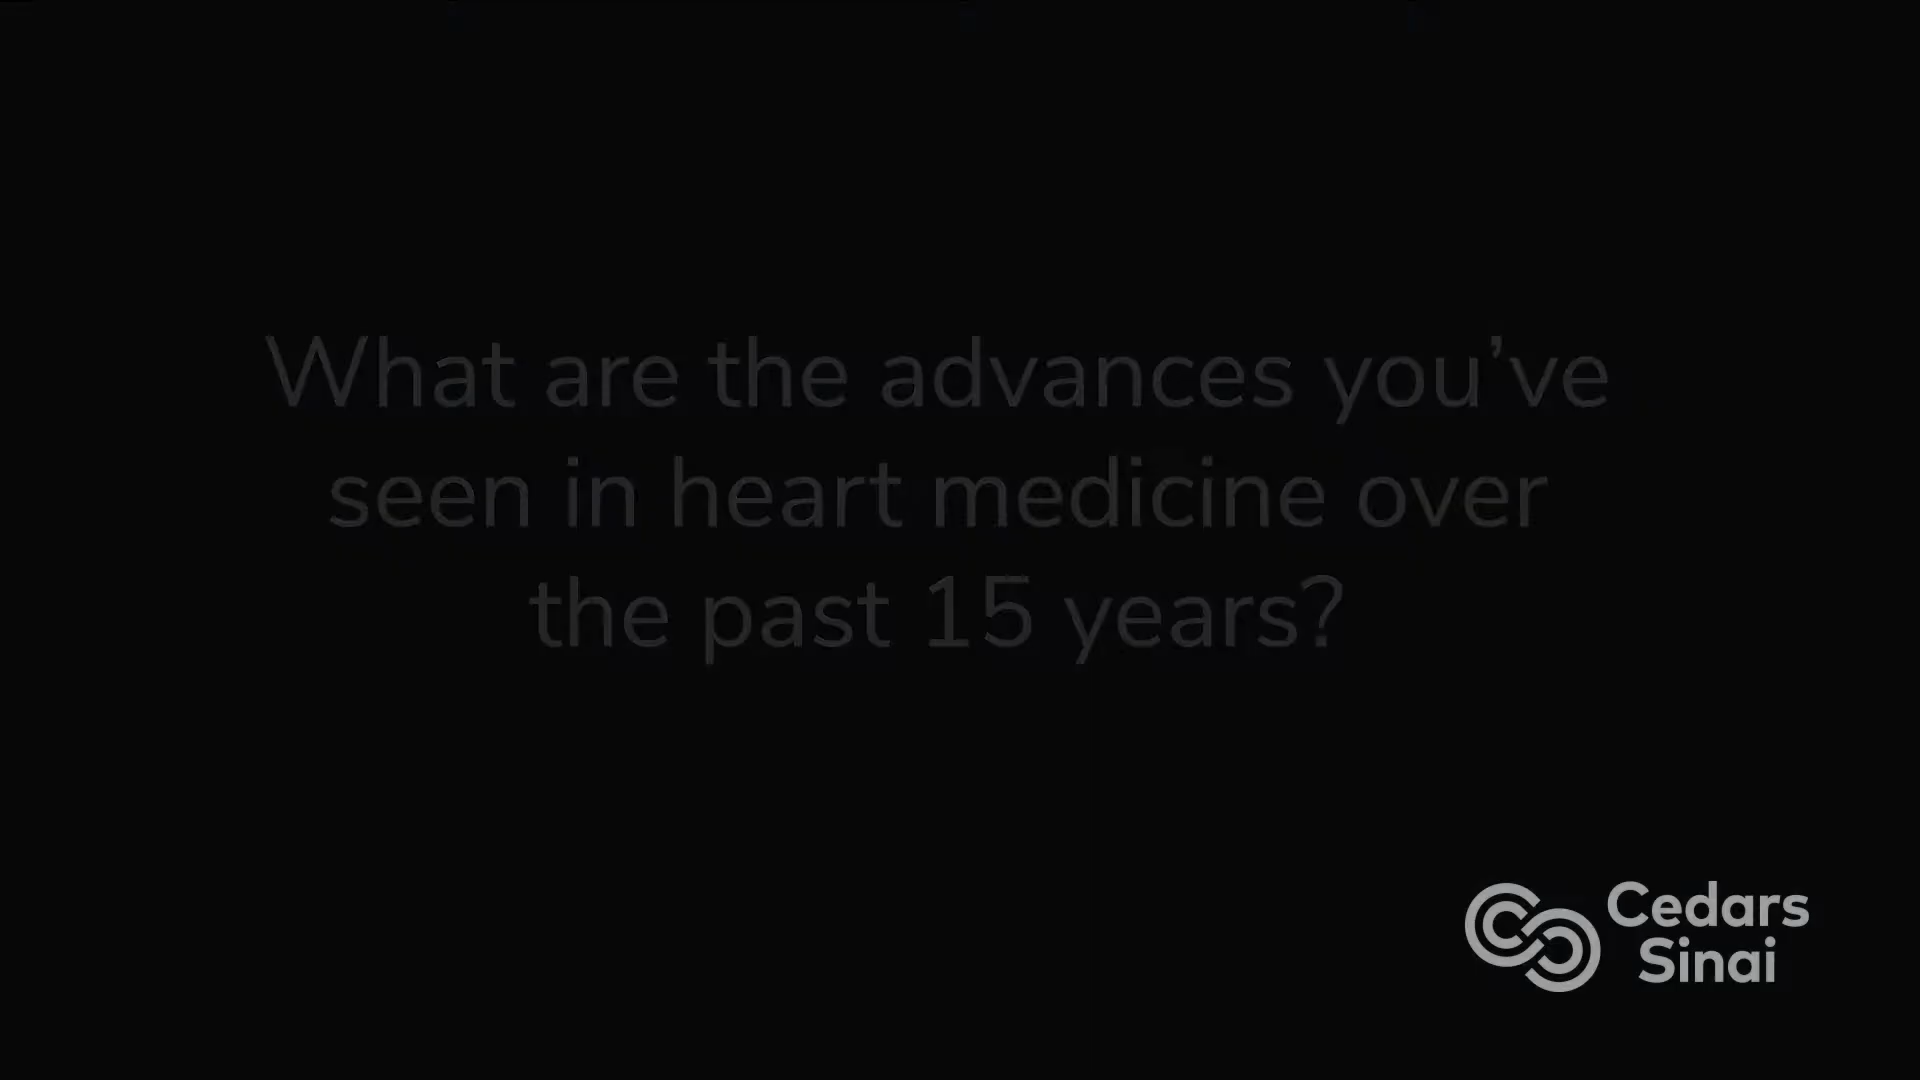 What are the advances you've
seen in heart medicine over
the past 15 years?
Cedars
Sinai